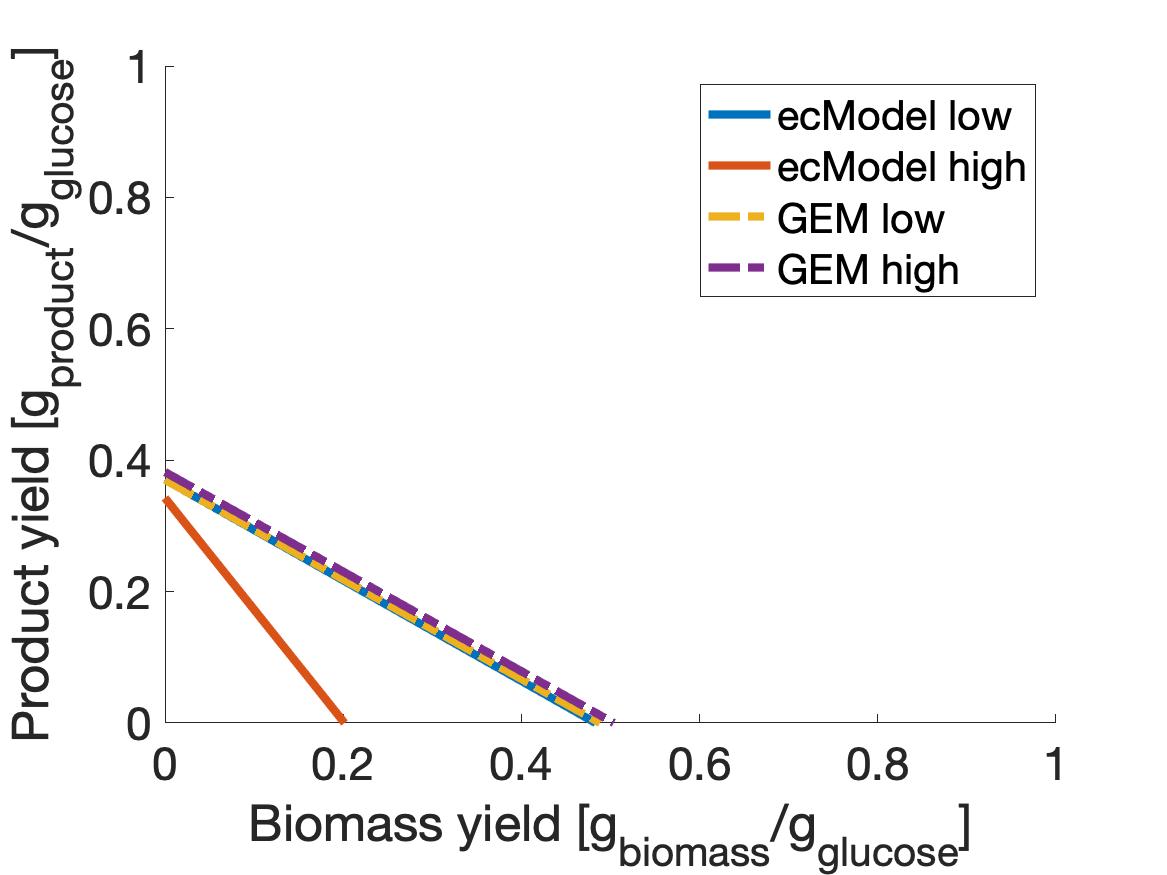 Product yield [gproduct/gglucose]
1
0.8
0.6
0.4
0.2
0
0 0.2 0.4 0.6 0.8 1
Biomass yield [gbiomass/gglucose]
ecModel low
ecModel high
GEM low
GEM high